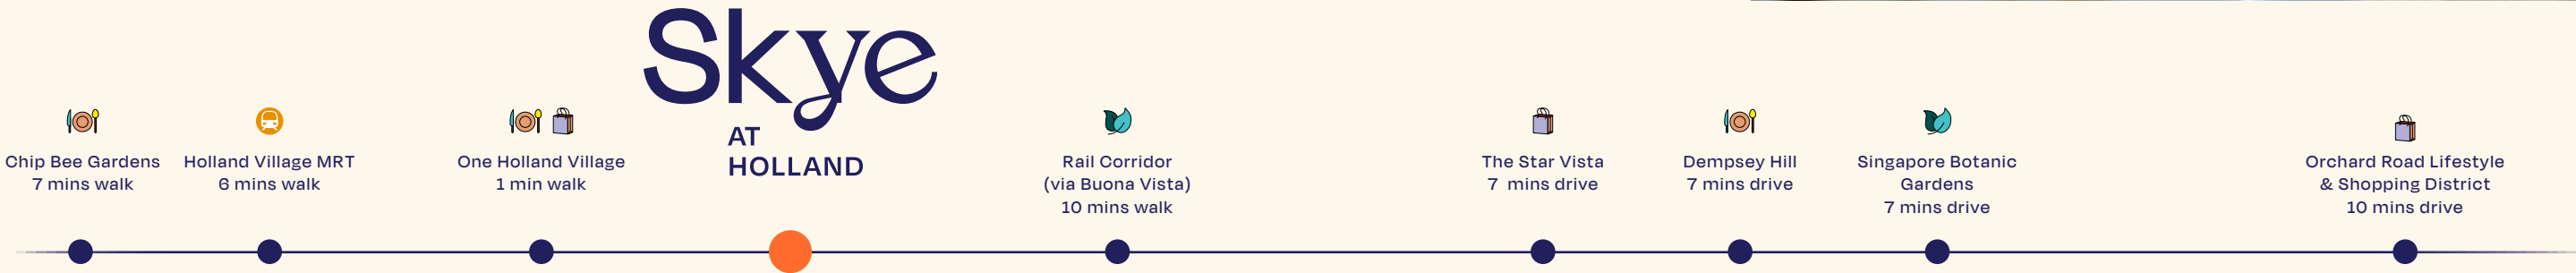 Skye
AT
HOLLAND
Chip Bee Gardens
7 mins walk
Holland Village MRT
6 mins walk
One Holland Village
1 min walk
Rail Corridor
(via Buona Vista)
10 mins walk
The Star Vista
7 mins drive
Dempsey Hill
7 mins drive
Singapore Botanic
Gardens
7 mins drive
Orchard Road Lifestyle
& Shopping District
10 mins drive